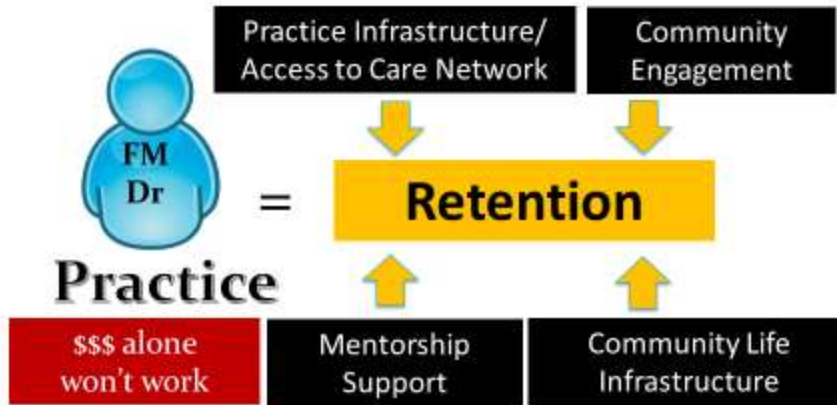 Practice Infrastructure/
Access to Care Network
Community
Engagement
FM
Dr
=
Retention
Practice
$$$ alone
won't work
Mentorship
Support
Community Life
Infrastructure